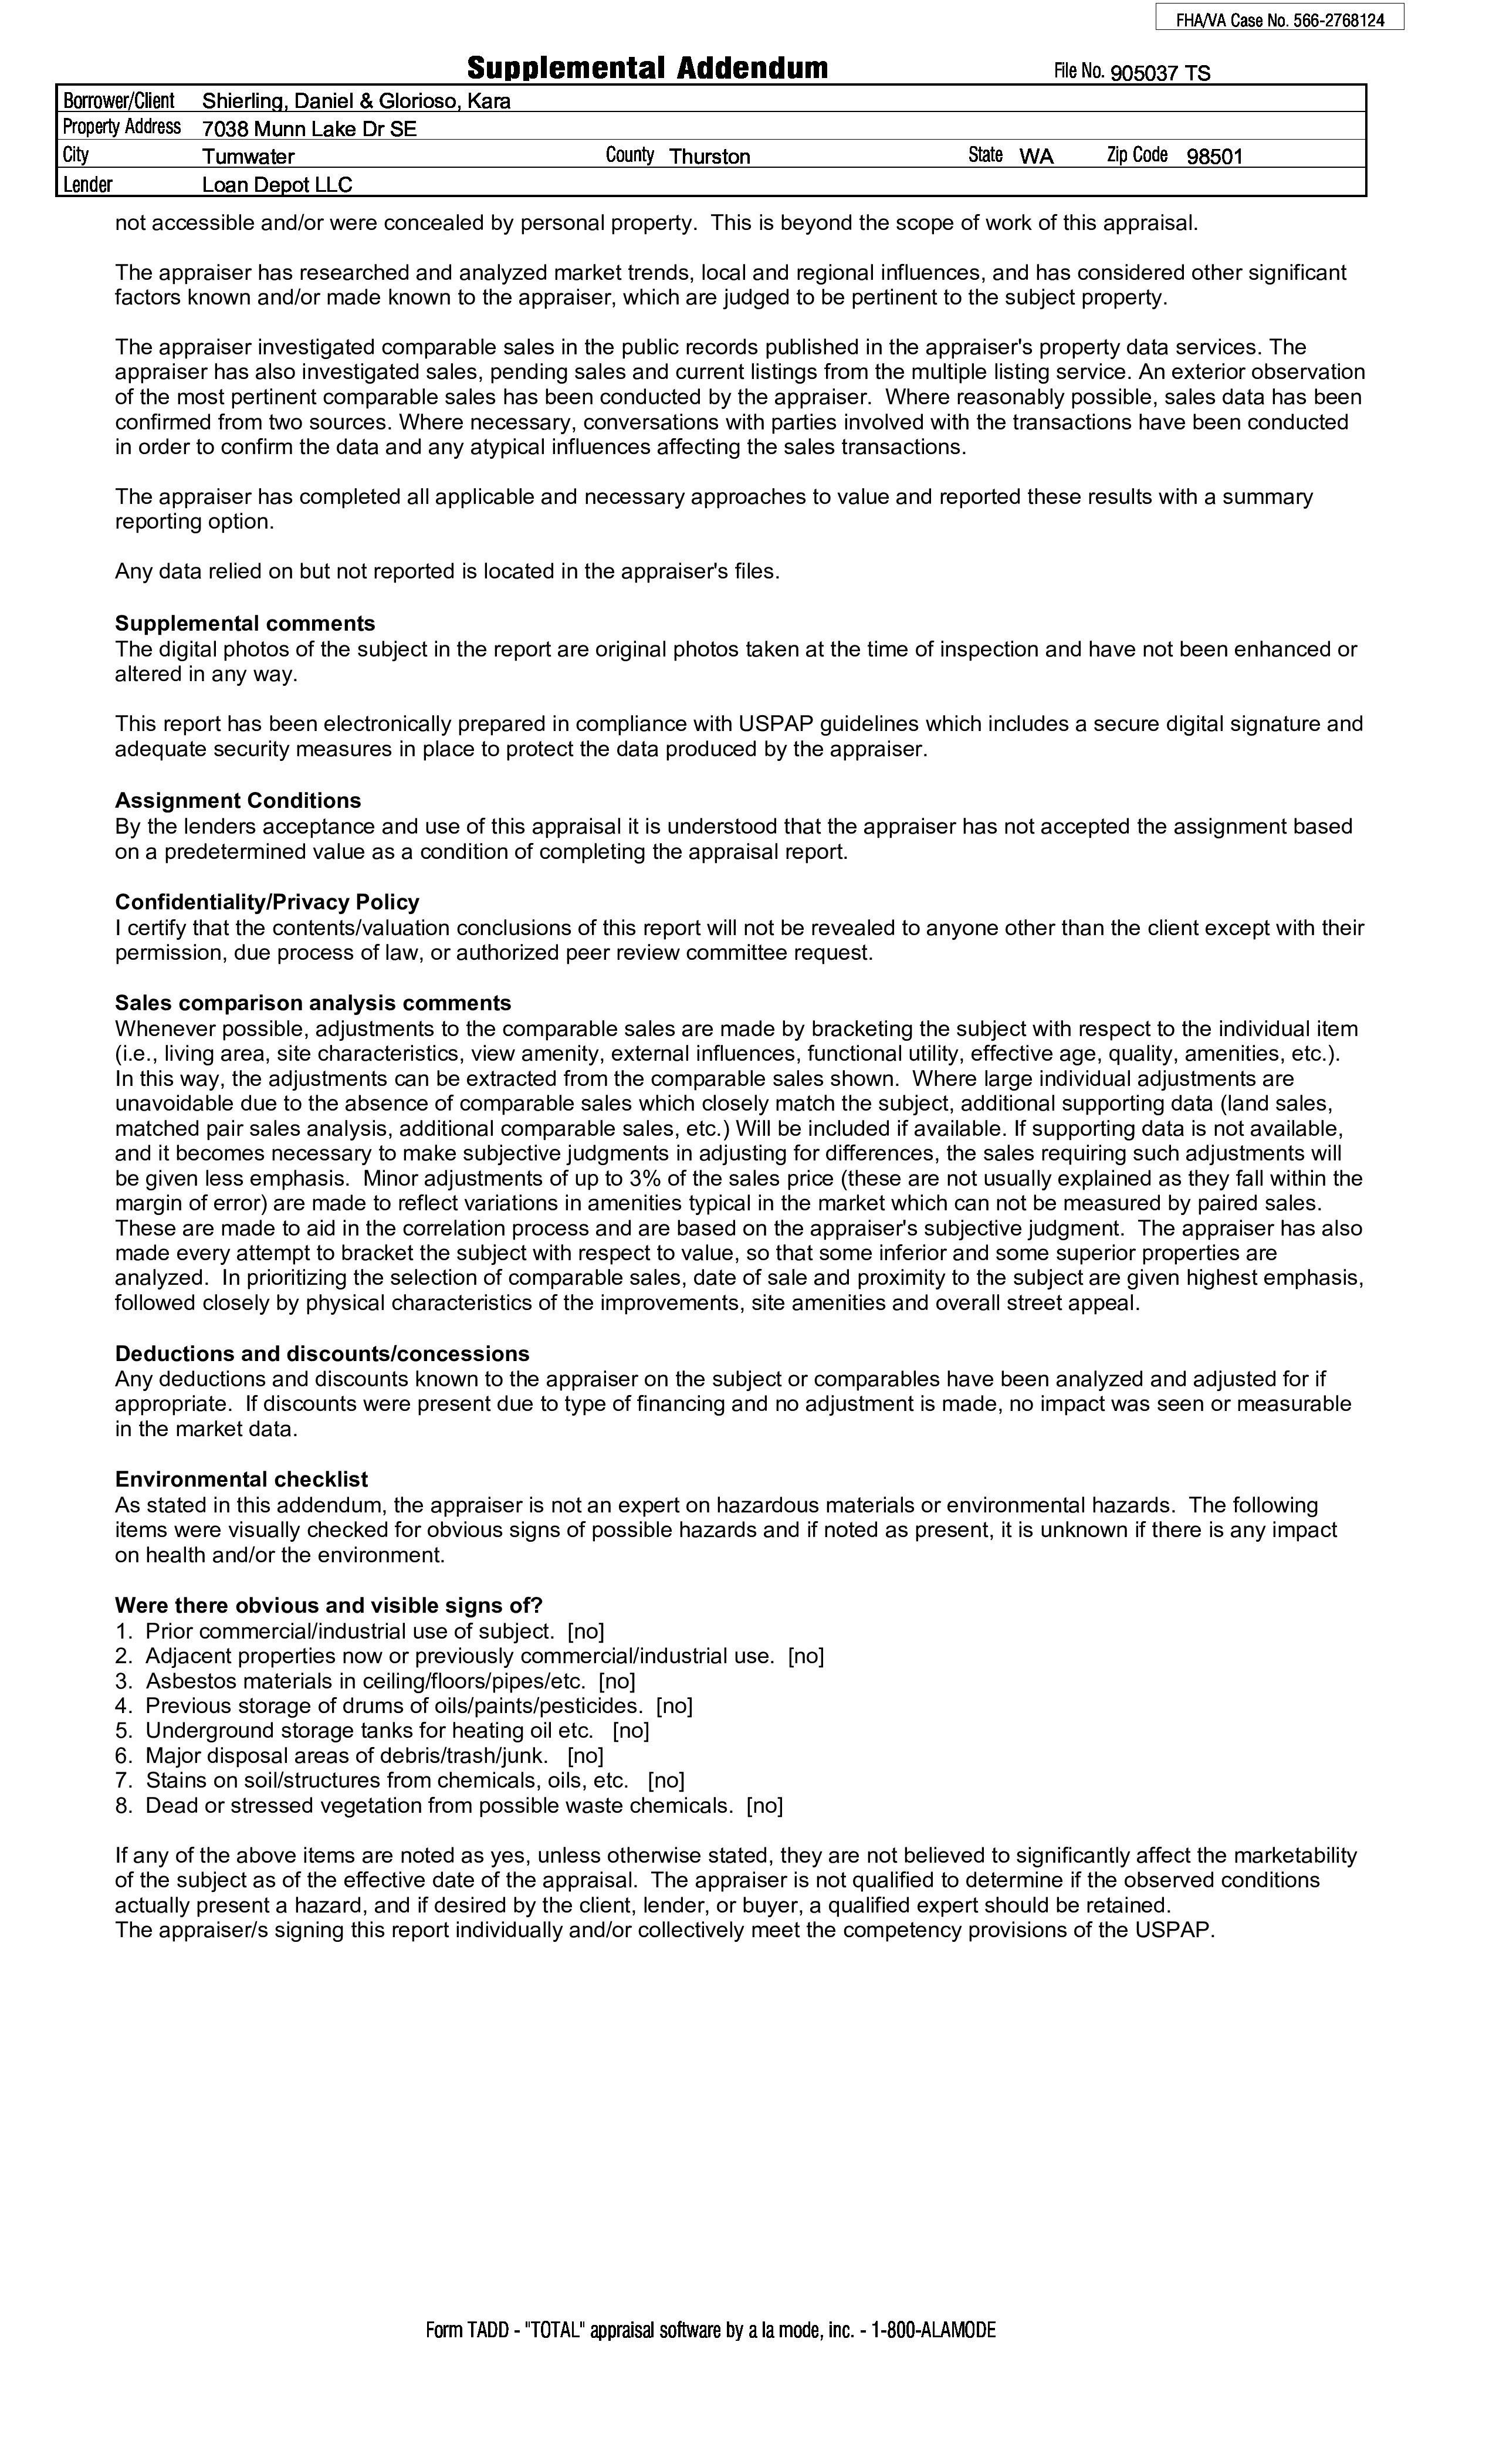 FHA/VA Case No. 566-2768124
Supplemental Addendum File No. 905037 TS
Borrower/Client Shierling, Daniel & Glorioso, Kara
Property Address 7038 Munn Lake Dr SE
City Tumwater County Thurston State WA Zip Code 98501
Lender Loan Depot LLC
not accessible and/or were concealed by personal property. This is beyond the scope of work of this appraisal.
The appraiser has researched and analyzed market trends, local and regional influences, and has considered other significant
factors known and/or made known to the appraiser, which are judged to be pertinent to the subject property.
The appraiser investigated comparable sales in the public records published in the appraiser's property data services. The
appraiser has also investigated sales, pending sales and current listings from the multiple listing service. An exterior observation
of the most pertinent comparable sales has been conducted by the appraiser. Where reasonably possible, sales data has been
confirmed from two sources. Where necessary, conversations with parties involved with the transactions have been conducted
in order to confirm the data and any atypical influences affecting the sales transactions.
The appraiser has completed all applicable and necessary approaches to value and reported these results with a summary
reporting option.
Any data relied on but not reported is located in the appraiser's files.
Supplemental comments
The digital photos of the subject in the report are original photos taken at the time of inspection and have not been enhanced or
altered in any way.
This report has been electronically prepared in compliance with USPAP guidelines which includes a secure digital signature and
adequate security measures in place to protect the data produced by the appraiser.
Assignment Conditions
By the lenders acceptance and use of this appraisal it is understood that the appraiser has not accepted the assignment based
on a predetermined value as a condition of completing the appraisal report.
Confidentiality/Privacy Policy
I certify that the contents/valuation conclusions of this report will not be revealed to anyone other than the client except with their
permission, due process of law, or authorized peer review committee request.
Sales comparison analysis comments
Whenever possible, adjustments to the comparable sales are made by bracketing the subject with respect to the individual item
(i.e., living area, site characteristics, view amenity, external influences, functional utility, effective age, quality, amenities, etc.).
In this way, the adjustments can be extracted from the comparable sales shown. Where large individual adjustments are
unavoidable due to the absence of comparable sales which closely match the subject, additional supporting data (land sales,
matched pair sales analysis, additional comparable sales, etc.) Will be included if available. If supporting data is not available,
and it becomes necessary to make subjective judgments in adjusting for differences, the sales requiring such adjustments will
be given less emphasis. Minor adjustments of up to 3% of the sales price (these are not usually explained as they fall within the
margin of error) are made to reflect variations in amenities typical in the market which can not be measured by paired sales.
These are made to aid in the correlation process and are based on the appraiser's subjective judgment. The appraiser has also
made every attempt to bracket the subject with respect to value, so that some inferior and some superior properties are
analyzed. In prioritizing the selection of comparable sales, date of sale and proximity to the subject are given highest emphasis,
followed closely by physical characteristics of the improvements, site amenities and overall street appeal.
Deductions and discounts/concessions
Any deductions and discounts known to the appraiser on the subject or comparables have been analyzed and adjusted for if
appropriate. If discounts were present due to type of financing and no adjustment is made, no impact was seen or measurable
in the market data.
Environmental checklist
As stated in this addendum, the appraiser is not an expert on hazardous materials or environmental hazards. The following
items were visually checked for obvious signs of possible hazards and if noted as present, it is unknown if there is any impact
on health and/or the environment.
Were there obvious and visible signs of?
1. Prior commercial/industrial use of subject. [no]
2. Adjacent properties now or previously commercial/industrial use. [no]
3. Asbestos materials in ceiling/floors/pipes/etc. [no]
4. Previous storage of drums of oils/paints/pesticides. [no]
5. Underground storage tanks for heating oil etc. [no]
6. Major disposal areas of debris/trash/junk. [no]
7. Stains on soil/structures from chemicals, oils, etc. [no]
8. Dead or stressed vegetation from possible waste chemicals. [no]
If any of the above items are noted as yes, unless otherwise stated, they are not believed to significantly affect the marketability
of the subject as of the effective date of the appraisal. The appraiser is not qualified to determine if the observed conditions
actually present a hazard, and if desired by the client, lender, or buyer, a qualified expert should be retained.
The appraiser/s signing this report individually and/or collectively meet the competency provisions of the USPAP.
Form TADD - "TOTAL" appraisal software by a la mode, inc. - 1-800-ALAMODE